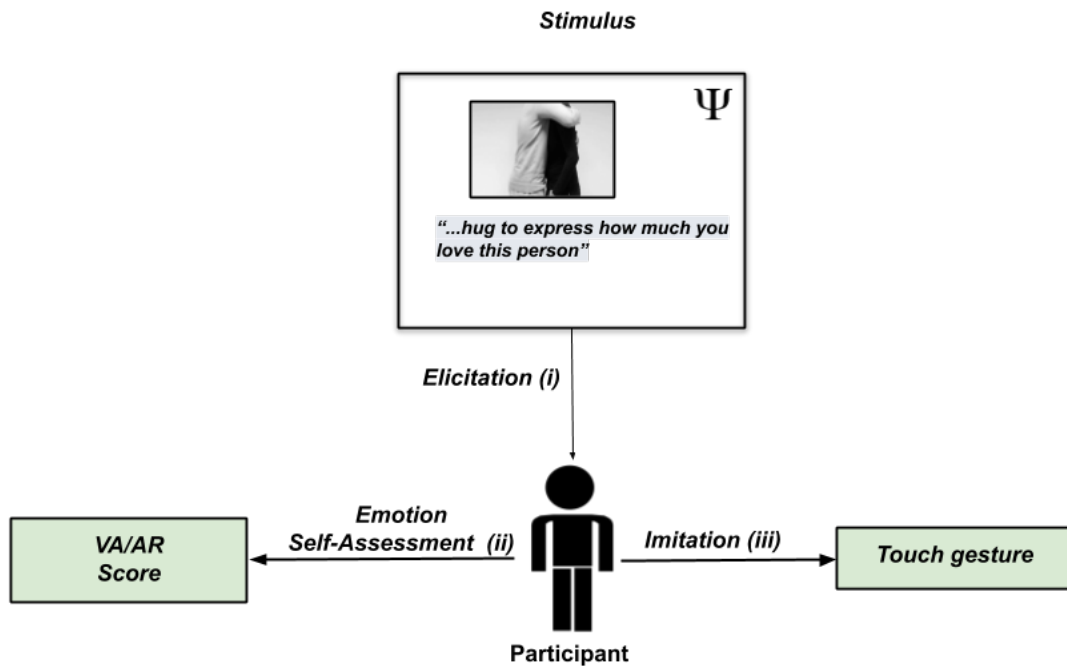 Stimulus
Ψ
“...hug to express how much you
love this person”
Elicitation (i)
Emotion
Self-Assessment (ii)
Imitation (iii)
VA/AR
Score
Touch gesture
Participant